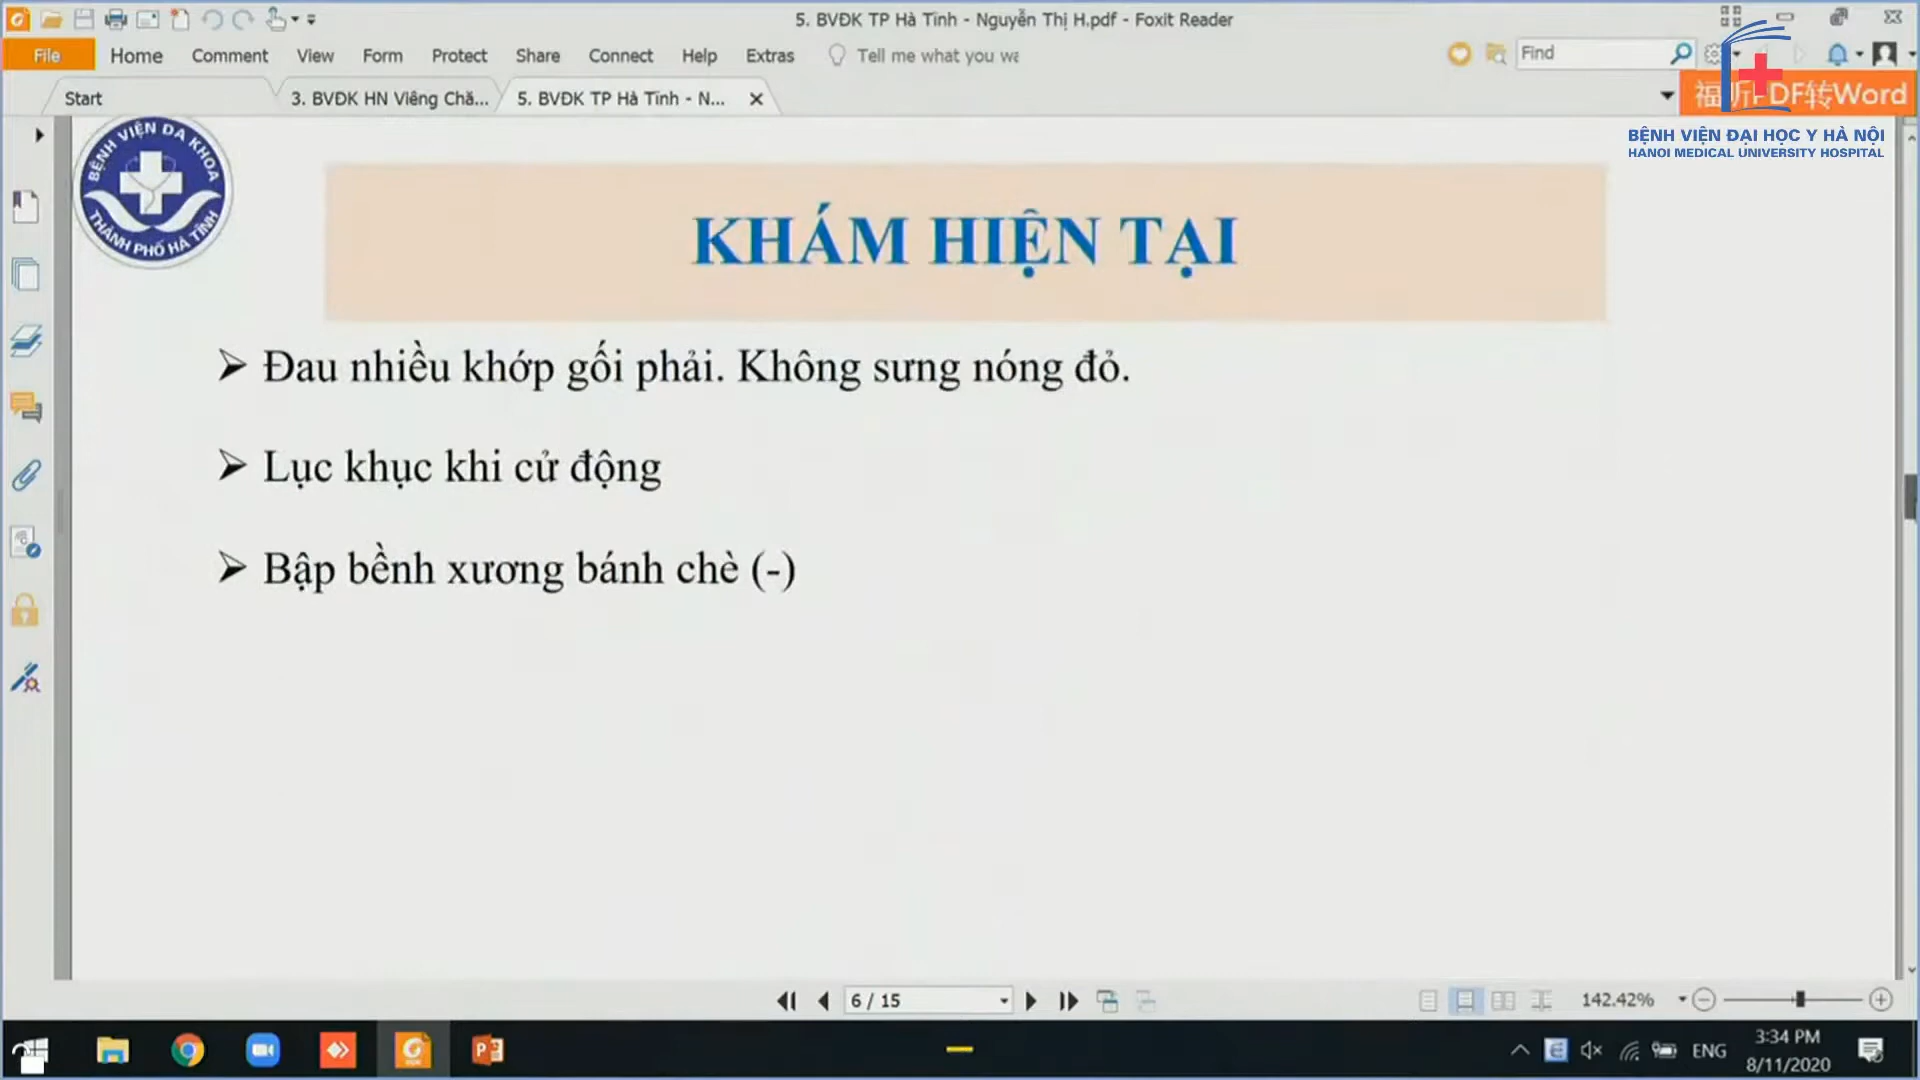 5. BVĐK TP Hà Tĩnh - Nguyễn Thị H.pdf - Foxit Reader
File Home Comment View Form Protect Share Connect Help Extras Tell me what you wa Find
Start 3. BVĐK HN Viêng Chă... 5. BVĐK TP Hà Tĩnh - N...
PDF转Word
BỆNH VIỆN ĐẠI HỌC Y HÀ NỘI
HANOI MEDICAL UNIVERSITY HOSPITAL
BỆNH VIỆN ĐA KHOA
THÀNH PHỐ HÀ TĨNH
KHÁM HIỆN TẠI
Đau nhiều khớp gối phải. Không sưng nóng đỏ.
Lục khục khi cử động
Bập bềnh xương bánh chè (-)
6 / 15
142.42%
ENG
3:34 PM
8/11/2020